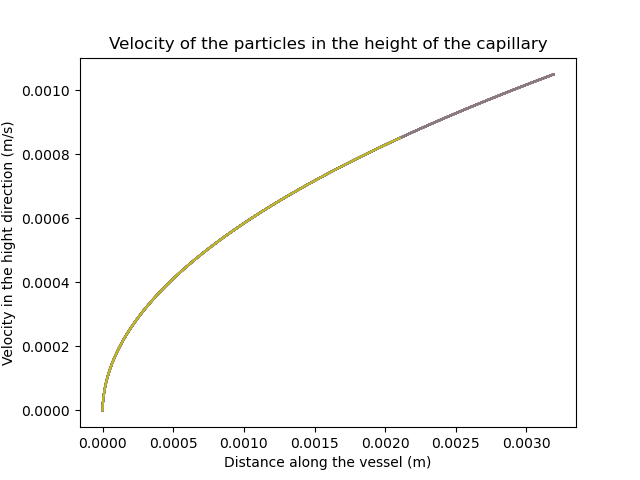 Velocity of the particles in the height of the capillary
Velocity in the hight direction (m/s)
0.0010
0.0008
0.0006
0.0004
0.0002
0.0000
0.0000 0.0005 0.0010 0.0015 0.0020 0.0025 0.0030
Distance along the vessel (m)